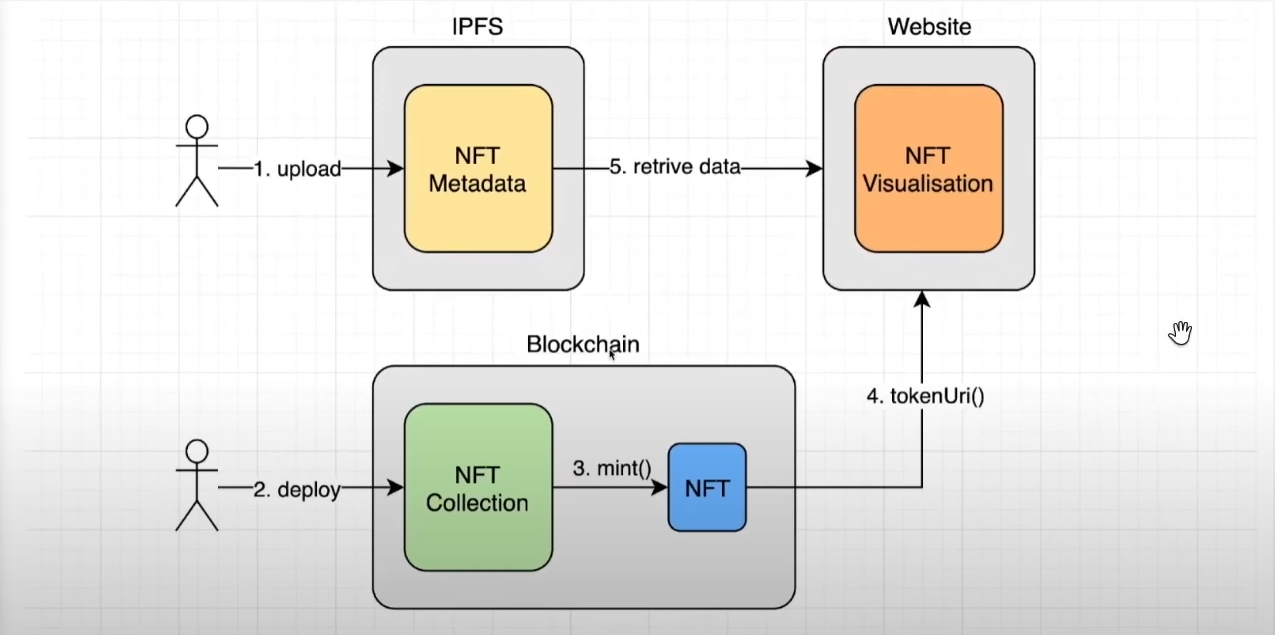 IPFS
Website
NFT
Metadata
NFT
Visualisation
1. upload
5. retrive data
Blockchain
4. tokenUri()
NFT
Collection
3. mint()
NFT
2. deploy